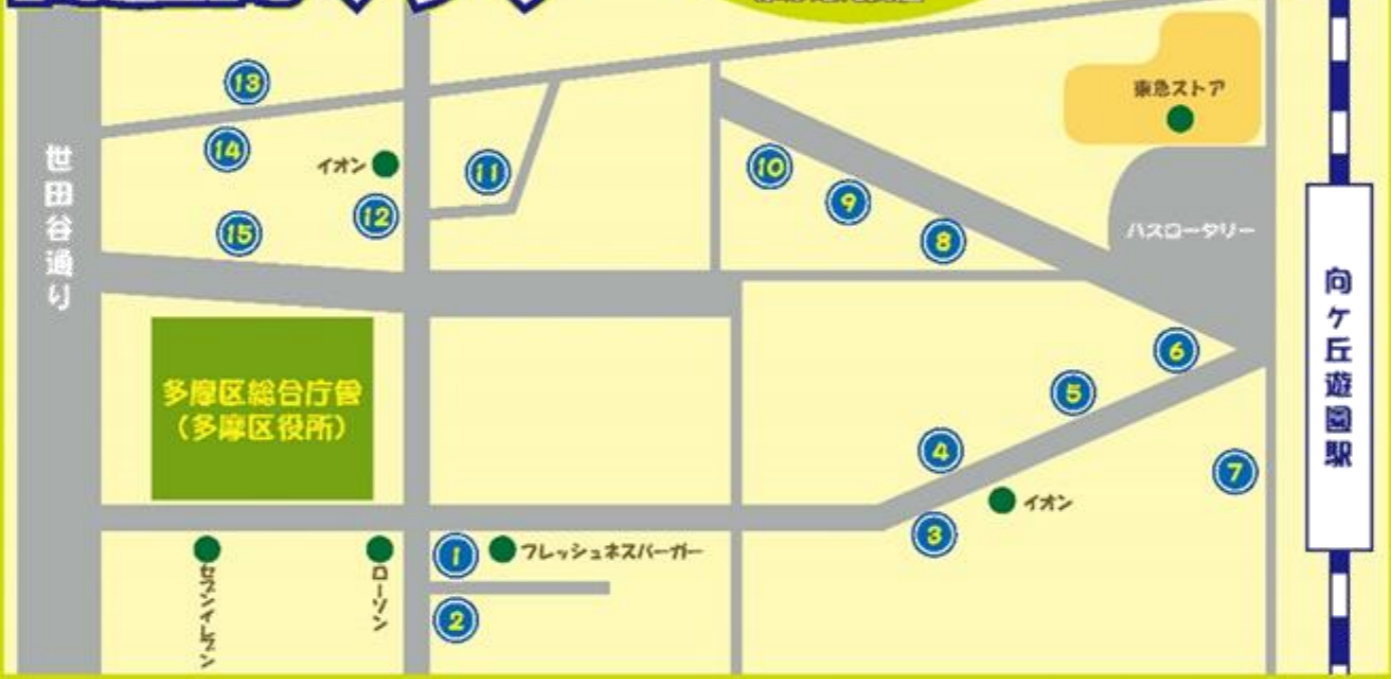 13
東急ストア
14
イオン
11
10
世田谷通り
12
9
15
8
バスロータリー
向ケ丘遊園駅
6
多摩区総合庁舎
(多摩区役所)
5
4
7
イオン
3
1
フレッシュネスバーガー
セブンイレブン
ローソン
2